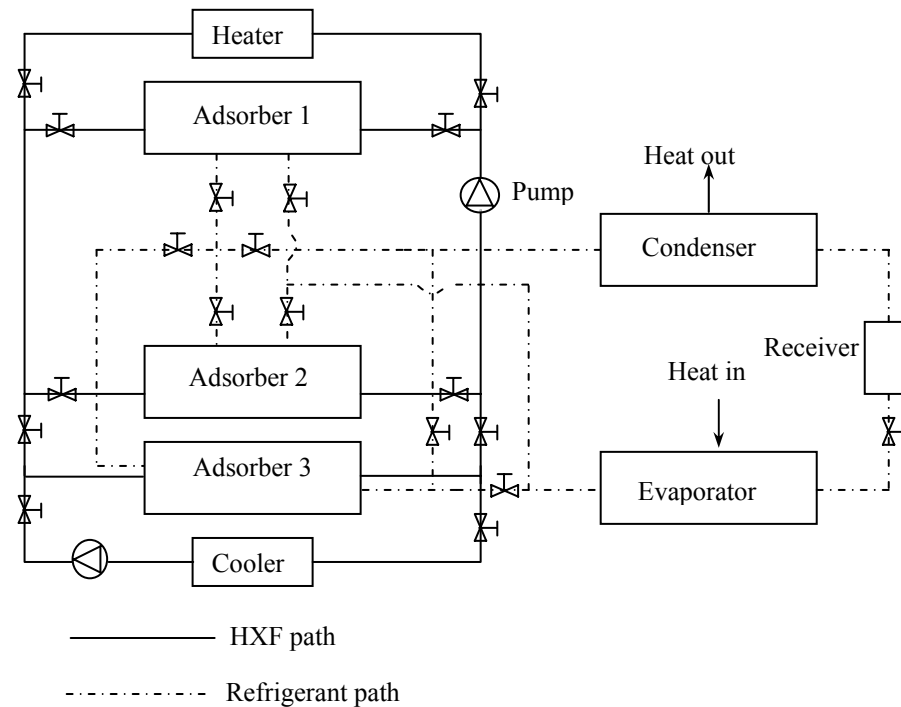 Heater
Adsorber 1
Heat out
Pump
Condenser
Receiver
Adsorber 2
Heat in
Adsorber 3
Evaporator
Cooler
HXF path
Refrigerant path